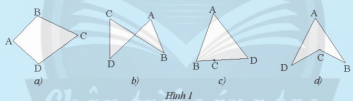 B C A A A
A C
B C D
D D B B C D
a) b) c) d)
Hình 1